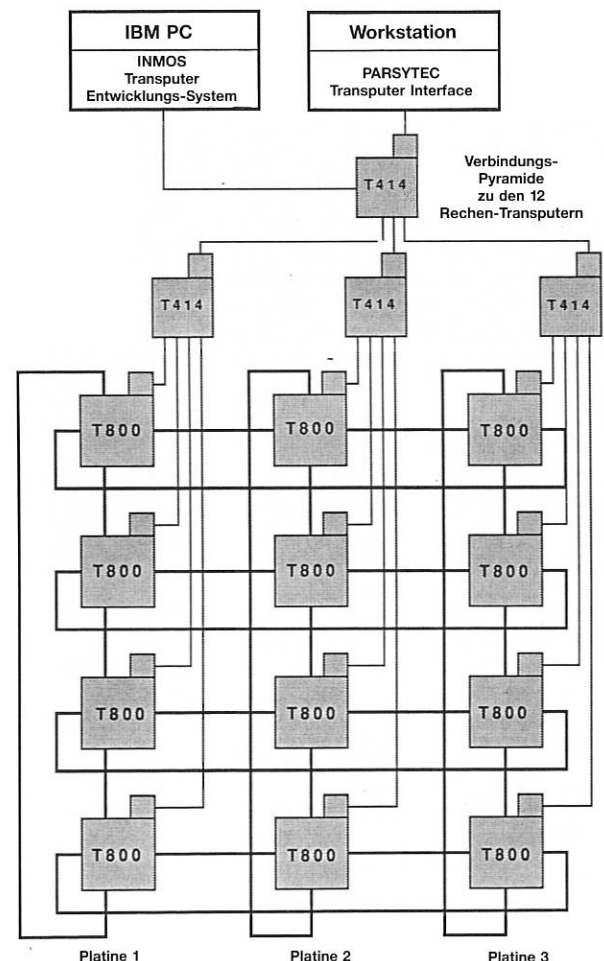 IBM PC
INMOS
Transputer
Entwicklungs-System
Workstation
PARSYTEC
Transputer Interface
T414
Verbindungs-
Pyramide
zu den 12
Rechen-Transputern
T414
T414
T414
T800
T800
T800
T800
T800
T800
T800
T800
T800
T800
T800
T800
Platine 1
Platine 2
Platine 3